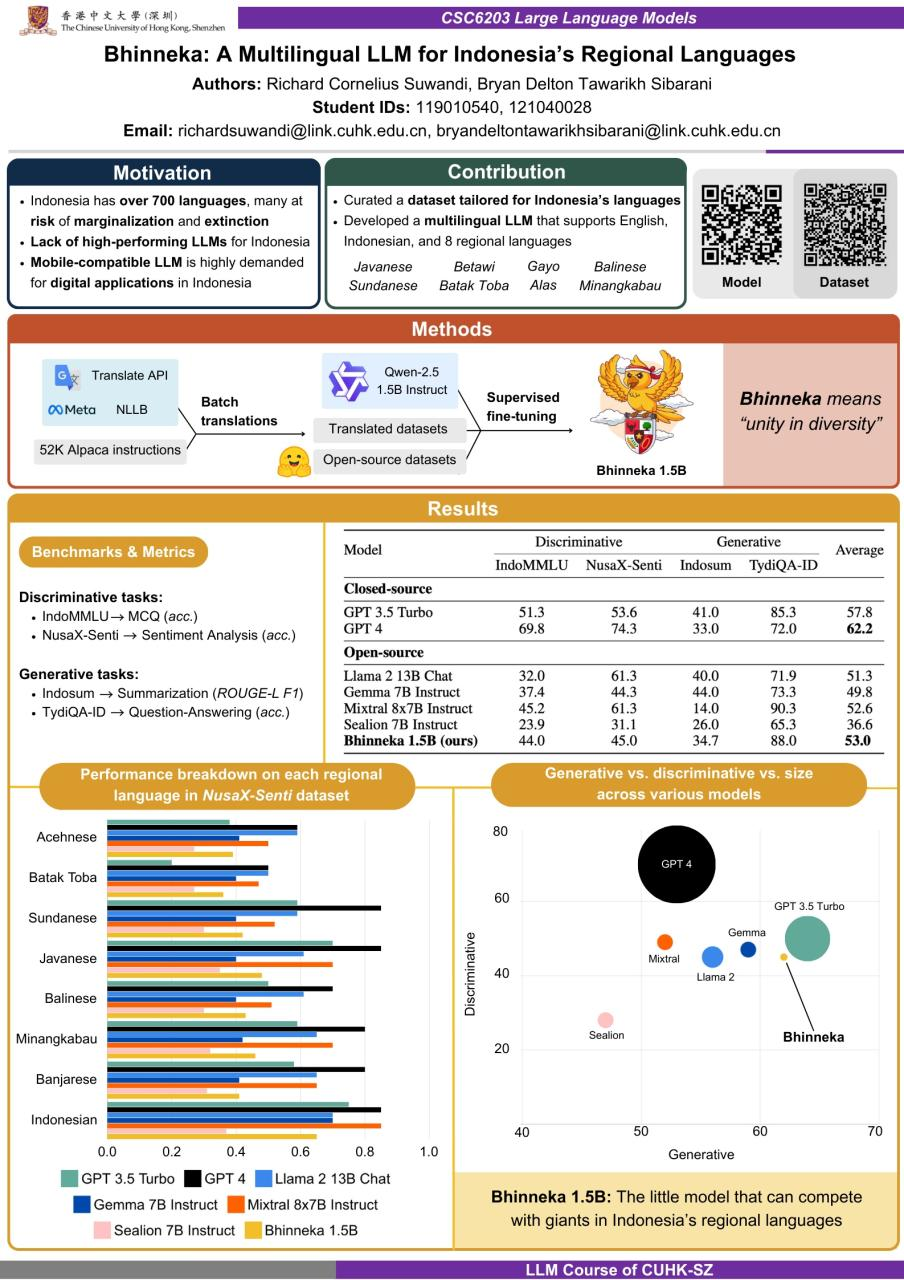 香港中文大學(深圳)
The Chinese University of Hong Kong, Shenzhen
CSC6203 Large Language Models
Bhinneka: A Multilingual LLM for Indonesia's Regional Languages
Authors: Richard Cornelius Suwandi, Bryan Delton Tawarikh Sibarani
Student IDs: 119010540, 121040028
Email: richardsuwandi@link.cuhk.edu.cn, bryandeltontawarikhsibarani@link.cuhk.edu.cn
Motivation
• Indonesia has over 700 languages, many at
risk of marginalization and extinction
• Lack of high-performing LLMs for Indonesia
• Mobile-compatible LLM is highly demanded
for digital applications in Indonesia
Contribution
• Curated a dataset tailored for Indonesia's languages
• Developed a multilingual LLM that supports English,
Indonesian, and 8 regional languages
Javanese Betawi Gayo Balinese
Sundanese Batak Toba Alas Minangkabau
Model Dataset
Methods
Translate API
Meta NLLB
52K Alpaca instructions
Batch
translations
Qwen-2.5
1.5B Instruct
Translated datasets
Open-source datasets
Supervised
fine-tuning
Bhinneka 1.5B
Bhinneka means
“unity in diversity”
Results
Benchmarks & Metrics
Discriminative tasks:
• IndoMMLU → MCQ (acc.)
• NusaX-Senti → Sentiment Analysis (acc.)
Generative tasks:
• Indosum → Summarization (ROUGE-L F1)
• TydiQA-ID → Question-Answering (acc.)
Model Discriminative Generative Average
IndoMMLU NusaX-Senti Indosum TydiQA-ID
Closed-source
GPT 3.5 Turbo 51.3 53.6 41.0 85.3 57.8
GPT 4 69.8 74.3 33.0 72.0 62.2
Open-source
Llama 2 13B Chat 32.0 61.3 40.0 71.9 51.3
Gemma 7B Instruct 37.4 44.3 44.0 73.3 49.8
Mixtral 8x7B Instruct 45.2 61.3 14.0 90.3 52.6
Sealion 7B Instruct 23.9 31.1 26.0 65.3 36.6
Bhinneka 1.5B (ours) 44.0 45.0 34.7 88.0 53.0
Performance breakdown on each regional
language in NusaX-Senti dataset
Acehnese
Batak Toba
Sundanese
Javanese
Balinese
Minangkabau
Banjarese
Indonesian
0.0 0.2 0.4 0.6 0.8 1.0
GPT 3.5 Turbo GPT 4 Llama 2 13B Chat
Gemma 7B Instruct Mixtral 8x7B Instruct
Sealion 7B Instruct Bhinneka 1.5B
Generative vs. discriminative vs. size
across various models
80
60
40
20
Discriminative
GPT 4
GPT 3.5 Turbo
Gemma
Mixtral
Llama 2
Sealion
Bhinneka
40 50 60 70
Generative
Bhinneka 1.5B: The little model that can compete
with giants in Indonesia's regional languages
LLM Course of CUHK-SZ